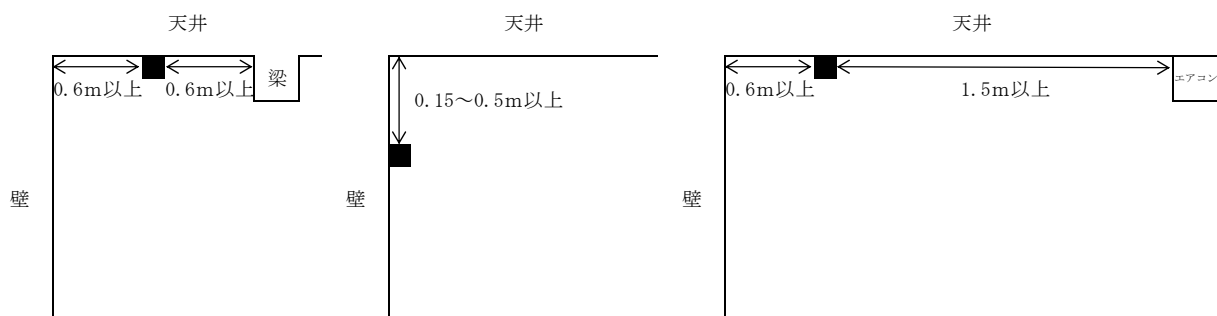 天井
0.6m以上
0.6m以上
梁
壁
天井
0.15～0.5m以上
壁
天井
0.6m以上
1.5m以上
エアコン
壁